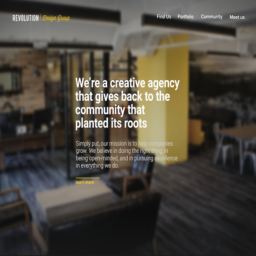 REVOLUTION Design Group
Find Us Portfolio Community Meet us
We're a creative agency
that gives back to the
community that
planted its roots
Simply put, our mission is to help companies
grow. We believe in doing the right thing, in
being open-minded, and in pursuing excellence
in everything we do.